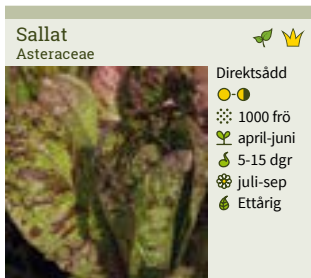 Sallat
Asteraceae
Direktsådd
-
1000 frö
april-juni
5-15 dgr
juli-sep
Ettårig